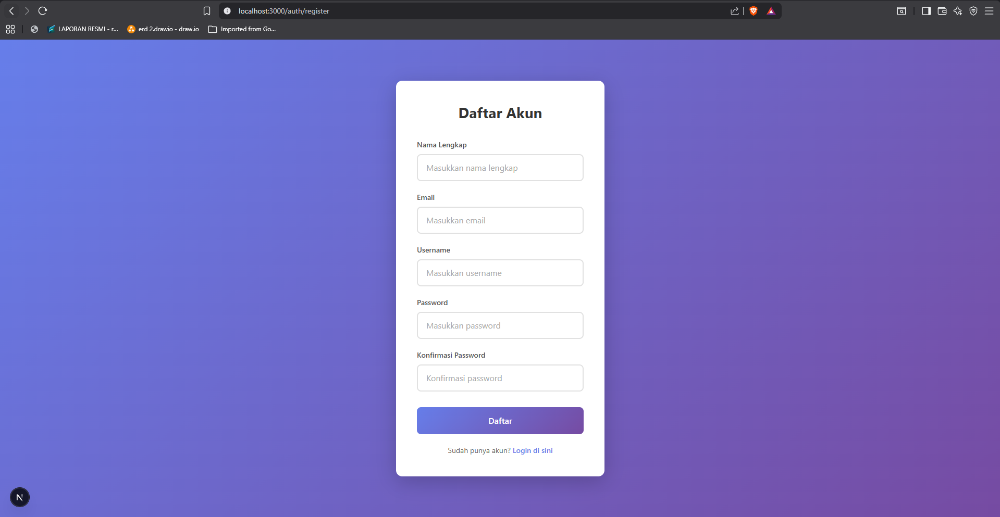 localhost:3000/auth/register
LAPORAN RESMI - r...
erd 2.drawio - draw.io
Imported from Go...
Daftar Akun
Nama Lengkap
Masukkan nama lengkap
Email
Masukkan email
Username
Masukkan username
Password
Masukkan password
Konfirmasi Password
Konfirmasi password
Daftar
Sudah punya akun? Login di sini
N